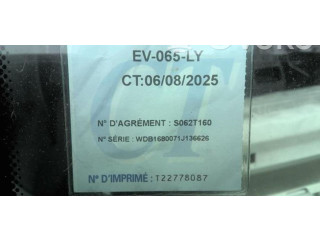 EV-065-LY
CT:06/08/2025
N° D'AGRÉMENT : S062T160
N° SÉRIE : WDB1680071J136626
N° D'IMPRIMÉ : T22778087